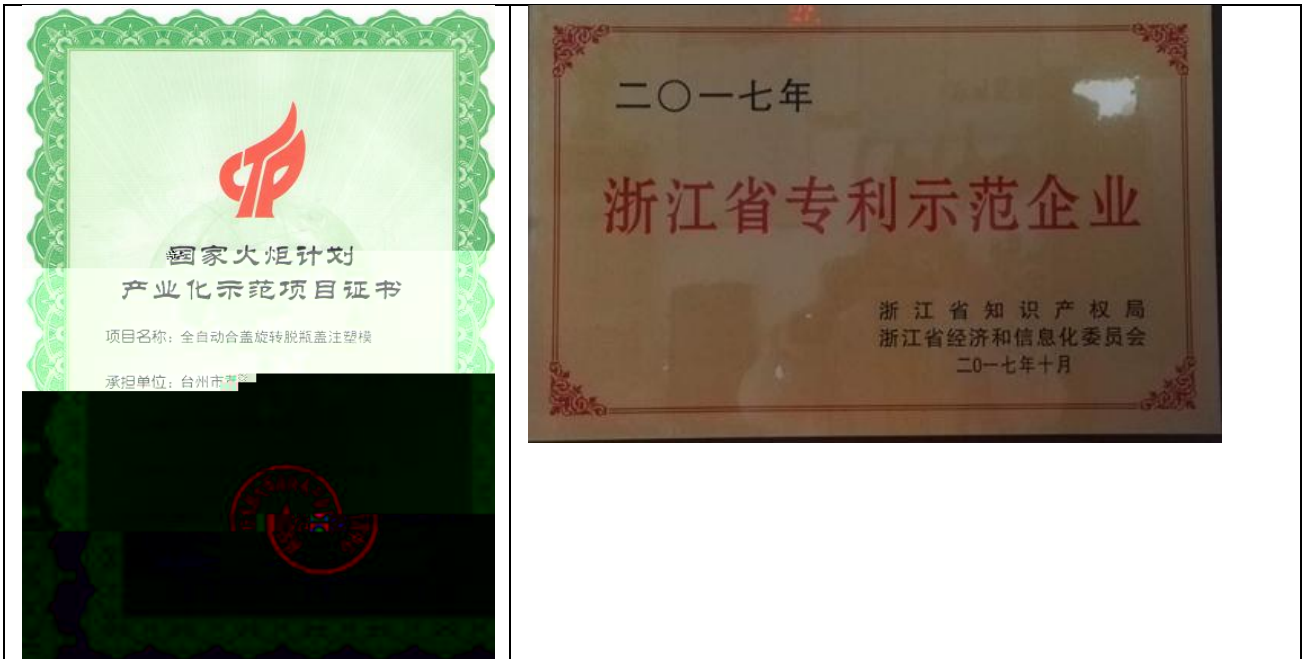 国家火炬计划
产业化示范项目证书
项目名称：全自动合盖旋转脱瓶盖注塑模
承担单位：台州市
二〇一七年
浙江省专利示范企业
浙江省知识产权局
浙江省经济和信息化委员会
二0一七年十月